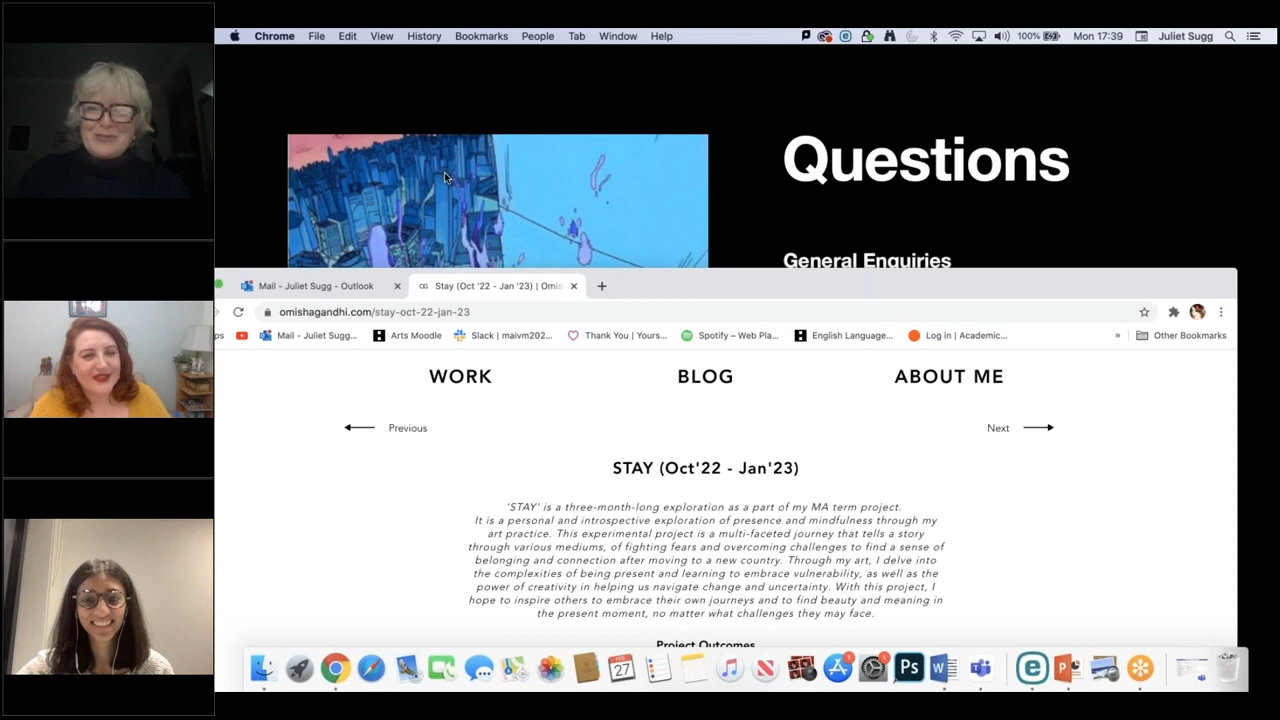 Chrome File Edit View History Bookmarks People Tab Window Help 100% Mon 17:39 Juliet Sugg
Questions
General Enquiries
Mail - Juliet Sugg - Outlook Stay (Oct '22 - Jan '23) | Omis
omishagandhi.com/stay-oct-22-jan-23
ps Mail - Juliet Sugg... Arts Moodle Slack | maivm202... Thank You | Yours... Spotify – Web Pla... English Language... Log in | Academic... » Other Bookmarks
WORK BLOG ABOUT ME
Previous Next
STAY (Oct'22 - Jan'23)
'STAY' is a three-month-long exploration as a part of my MA term project.
It is a personal and introspective exploration of presence and mindfulness through my
art practice. This experimental project is a multi-faceted journey that tells a story
through various mediums, of fighting fears and overcoming challenges to find a sense of
belonging and connection after moving to a new country. Through my art, I delve into
the complexities of being present and learning to embrace vulnerability, as well as the
power of creativity in helping us navigate change and uncertainty. With this project, I
hope to inspire others to embrace their own journeys and to find beauty and meaning in
the present moment, no matter what challenges they may face.
Project Outcomes
FEB
27
1
1
Ps